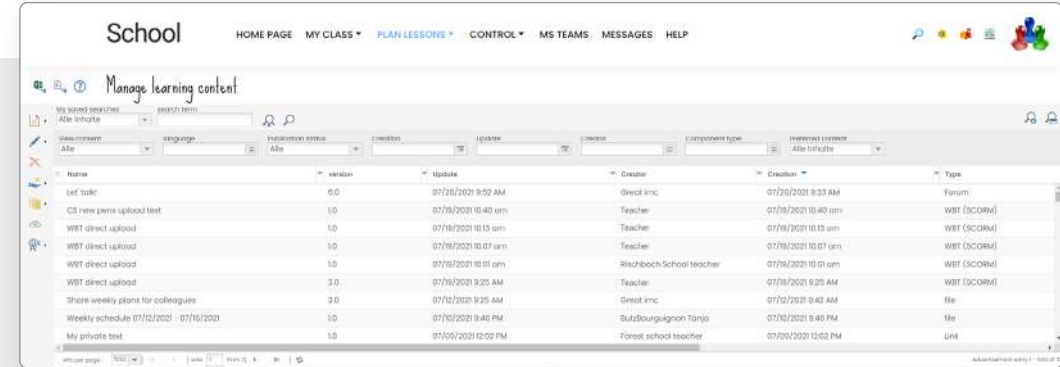 School HOME PAGE MY CLASS PLAN LESSONS CONTROL MS TEAMS MESSAGES HELP
Manage learning content
My saved searches search term
Alle Inhalte
View content language Publication status Creation Update Creator Component type Preferred content
Alle Alle Alle Inhalte
Name version Update Creator Creation Type
Let' talk! 6.0 07/20/2021 9:52 AM Great imc 07/20/2021 9:33 AM Forum
CS new pens upload test 1.0 07/19/2021 10:40 am Teacher 07/19/2021 10:40 am WBT (SCORM)
WBT direct upload 1.0 07/19/2021 10:13 am Teacher 07/19/2021 10:13 am WBT (SCORM)
WBT direct upload 1.0 07/19/2021 10:07 am Teacher 07/19/2021 10:07 am WBT (SCORM)
WBT direct upload 1.0 07/19/2021 10:01 am School teacher 07/19/2021 10:01 am WBT (SCORM)
WBT direct upload 3.0 07/19/2021 9:25 AM Teacher 07/19/2021 9:25 AM WBT (SCORM)
Share weekly plans for colleagues 3.0 07/12/2021 9:25 AM Great imc 07/12/2021 9:42 AM file
Weekly schedule 07/12/2021 - 07/15/2021 1.0 07/10/2021 9:40 PM Tanja 07/10/2021 9:40 PM file
My private text 1.0 07/09/2021 12:02 PM Forest school teacher 07/09/2021 12:02 PM Link